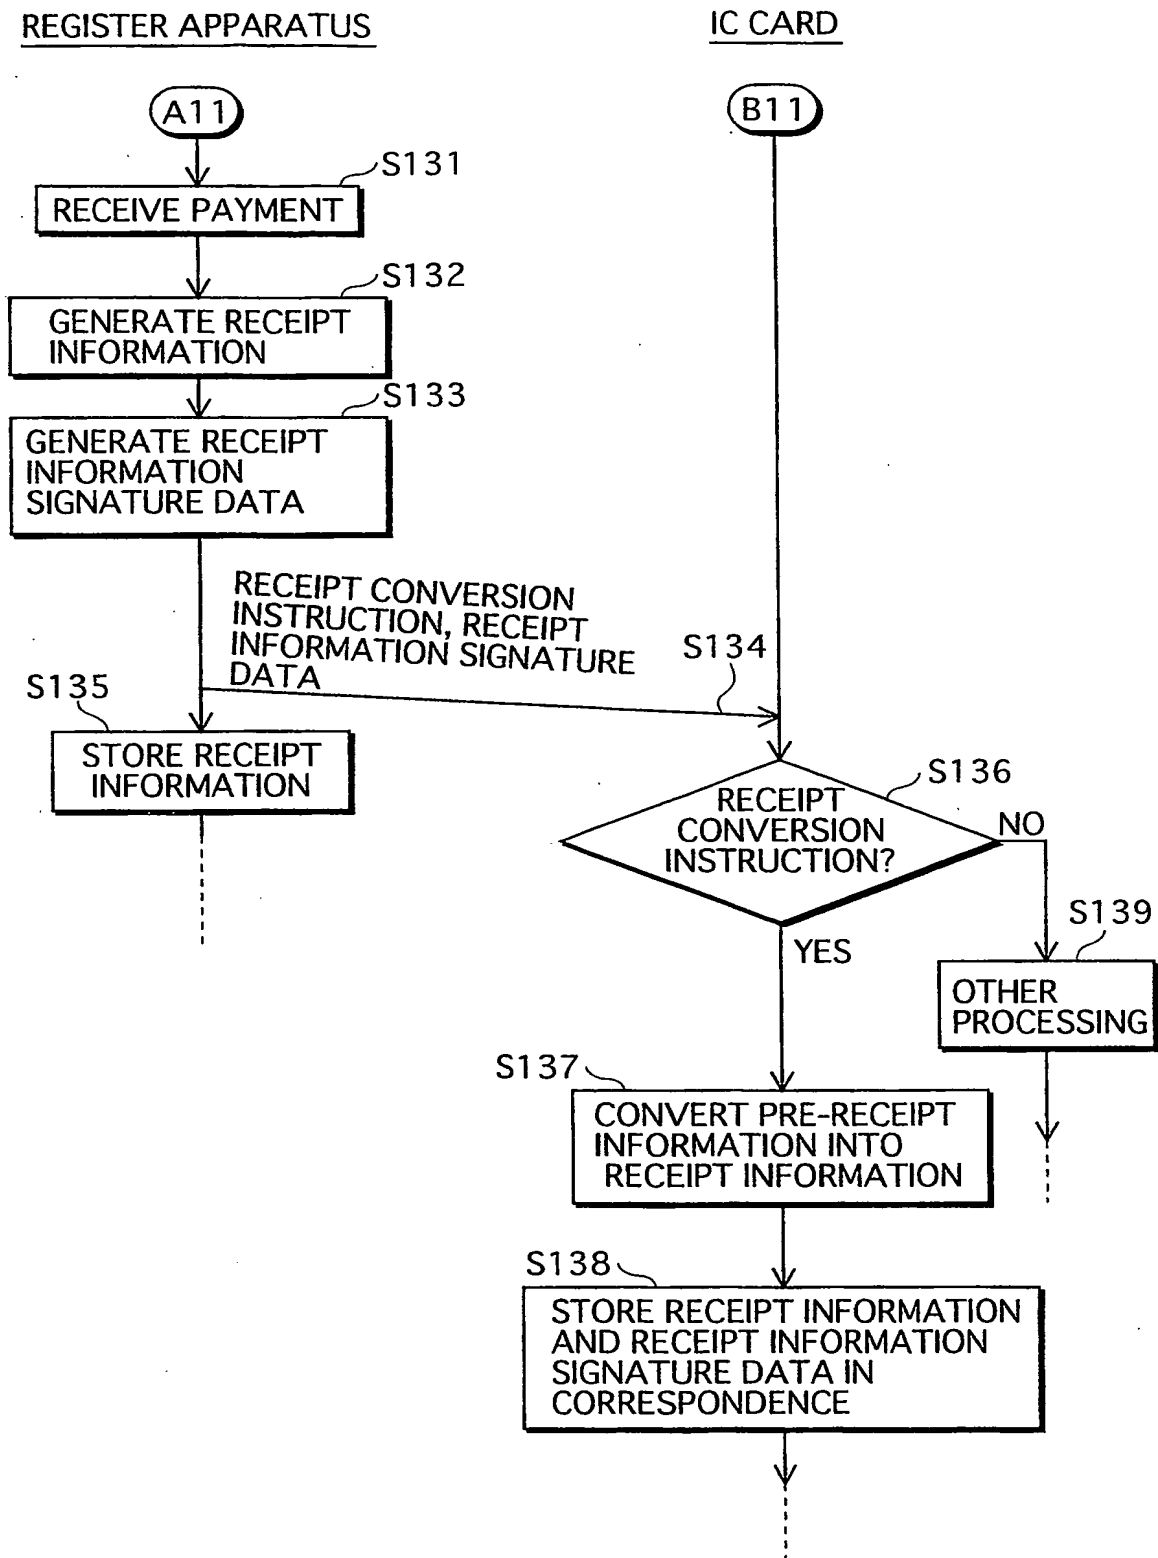 REGISTER APPARATUS
IC CARD
A11
B11
S131
RECEIVE PAYMENT
S132
GENERATE RECEIPT
INFORMATION
S133
GENERATE RECEIPT
INFORMATION
SIGNATURE DATA
RECEIPT CONVERSION
INSTRUCTION, RECEIPT
INFORMATION SIGNATURE
DATA
S134
S135
STORE RECEIPT
INFORMATION
S136
RECEIPT
CONVERSION
INSTRUCTION?
NO
YES
S139
OTHER
PROCESSING
S137
CONVERT PRE-RECEIPT
INFORMATION INTO
RECEIPT INFORMATION
S138
STORE RECEIPT INFORMATION
AND RECEIPT INFORMATION
SIGNATURE DATA IN
CORRESPONDENCE